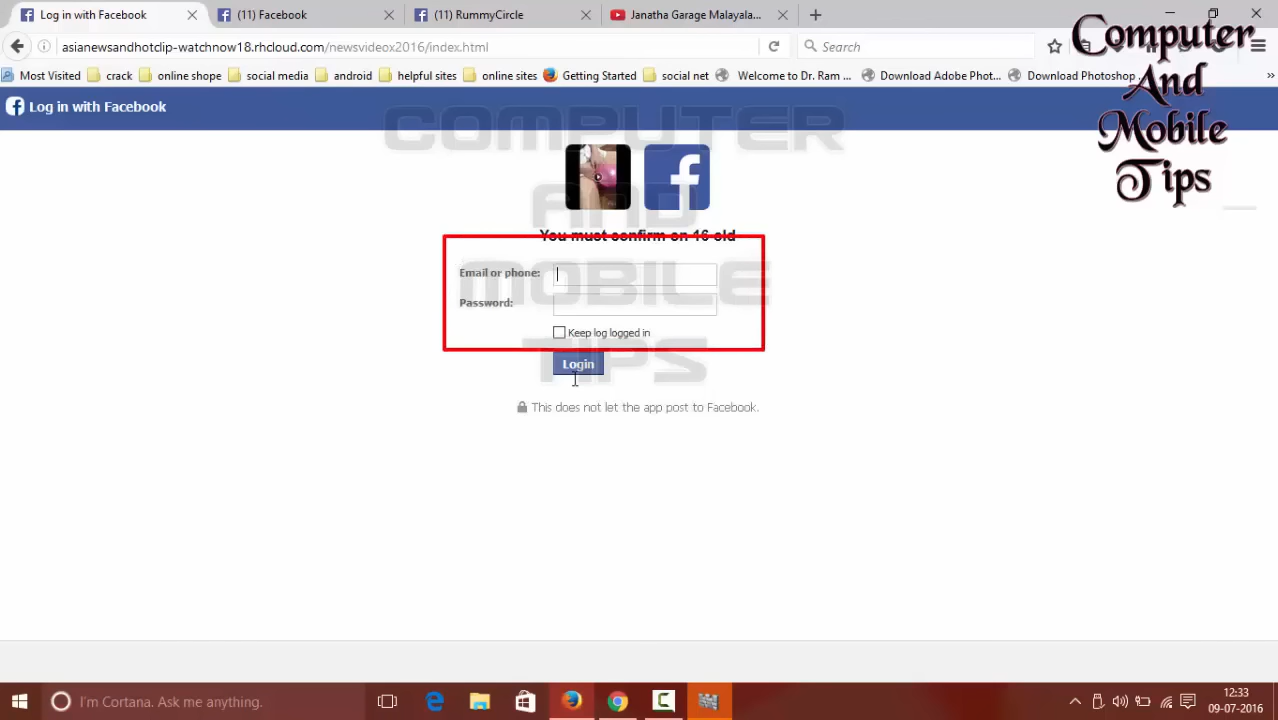 Log in with Facebook
(11) Facebook
(11) RummyCircle
Janatha Garage Malayala...
asianewsandhotclip-watchnow18.rhcloud.com/newsvideox2016/index.html
Search
Most Visited
crack
online shope
social media
android
helpful sites
online sites
Getting Started
social net
Welcome to Dr. Ram ...
Download Adobe Phot...
Download Photoshop
Log in with Facebook
Computer
And
Mobile
Tips
COMPUTER
AND
MOBILE
TIPS
You must confirm on 16 old
Email or phone:
Password:
Keep log logged in
Login
This does not let the app post to Facebook.
I'm Cortana. Ask me anything.
12:33
09-07-2016